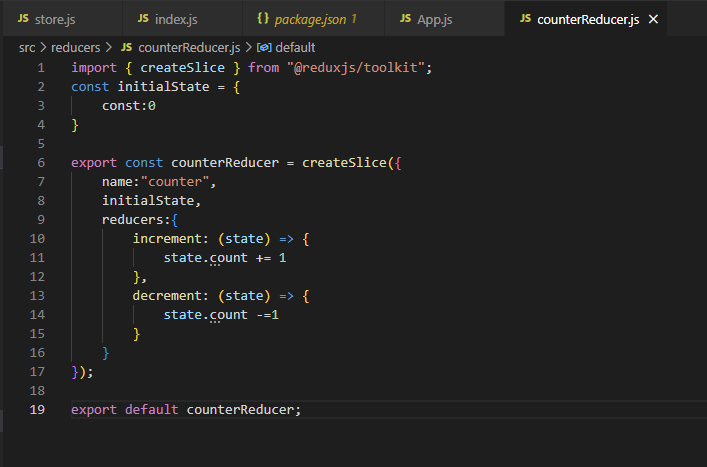 JS store.js JS index.js {} package.json 1 JS App.js JS counterReducer.js ×
src > reducers > JS counterReducer.js > default
1 import { createSlice } from "@reduxjs/toolkit";
2 const initialState = {
3 const:0
4 }
5
6 export const counterReducer = createSlice({
7 name:"counter",
8 initialState,
9 reducers:{
10 increment: (state) => {
11 state.count += 1
12 },
13 decrement: (state) => {
14 state.count -=1
15 }
16 }
17 });
18
19 export default counterReducer;